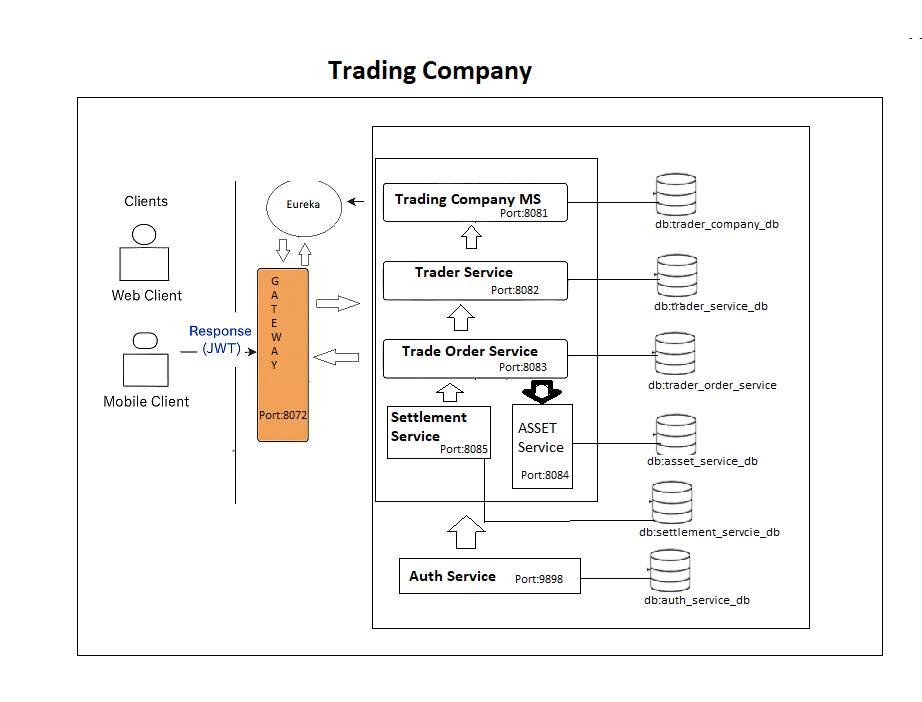 Trading Company
Clients
Web Client
Mobile Client
Response
(JWT)
Eureka
G
A
T
E
W
A
Y
Port:8072
Trading Company MS
Port:8081
Trader Service
Port:8082
Trade Order Service
Port:8083
Settlement
Service
Port:8085
ASSET
Service
Port:8084
Auth Service
Port:9898
db:trader_company_db
db:trader_service_db
db:trader_order_service
db:asset_service_db
db:settlement_servcie_db
db:auth_service_db